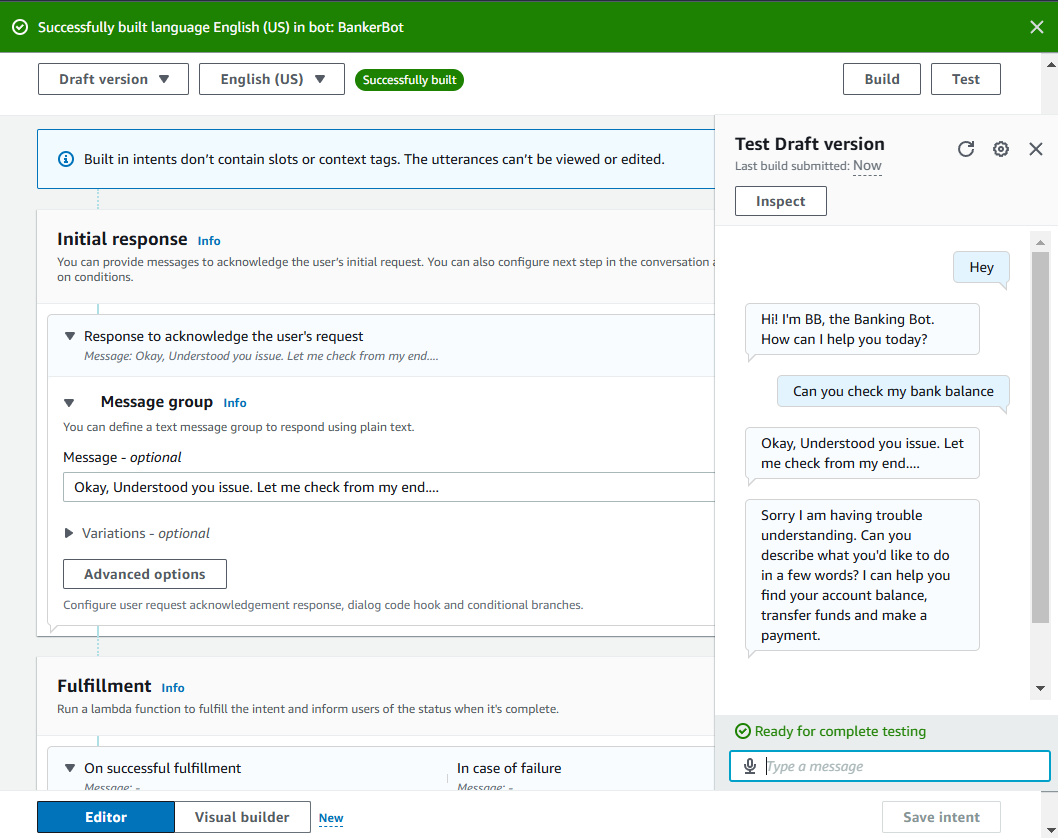 Successfully built language English (US) in bot: BankerBot
Draft version
English (US)
Successfully built
Build
Test
Built in intents don't contain slots or context tags. The utterances can't be viewed or edited.
Initial response Info
You can provide messages to acknowledge the user's initial request. You can also configure next step in the conversation
on conditions.
Response to acknowledge the user's request
Message: Okay, Understood you issue. Let me check from my end....
Message group Info
You can define a text message group to respond using plain text.
Message - optional
Okay, Understood you issue. Let me check from my end....
Variations - optional
Advanced options
Configure user request acknowledgement response, dialog code hook and conditional branches.
Fulfillment Info
Run a lambda function to fulfill the intent and inform users of the status when it's complete.
On successful fulfillment
Message: -
In case of failure
Message: -
Test Draft version
Last build submitted: Now
Inspect
Hey
Hi! I'm BB, the Banking Bot.
How can I help you today?
Can you check my bank balance
Okay, Understood you issue. Let
me check from my end....
Sorry I am having trouble
understanding. Can you
describe what you'd like to do
in a few words? I can help you
find your account balance,
transfer funds and make a
payment.
Ready for complete testing
Type a message
Editor
Visual builder
New
Save intent